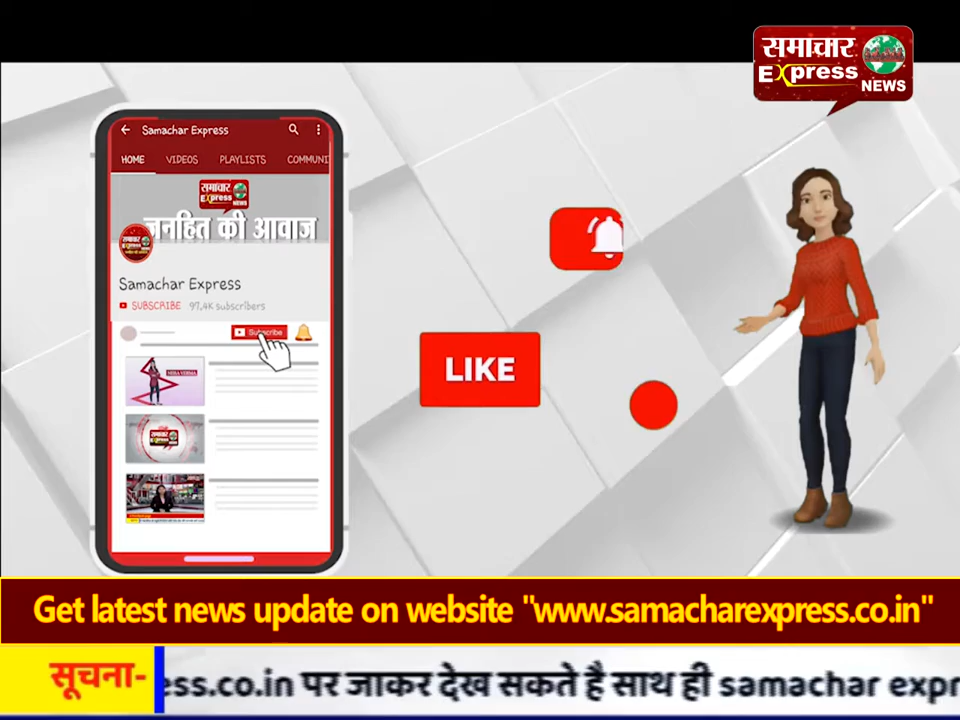 समाचार
Express
NEWS
Samachar Express
HOME VIDEOS PLAYLISTS COMMUNI
समाचार
Express
NEWS
जनहित की आवाज
Samachar Express
SUBSCRIBE 97.4K subscribers
Subscribe
LIKE
Get latest news update on website "www.samacharexpress.co.in"
सूचना- ess.co.in पर जाकर देख सकते है साथ ही samachar expr